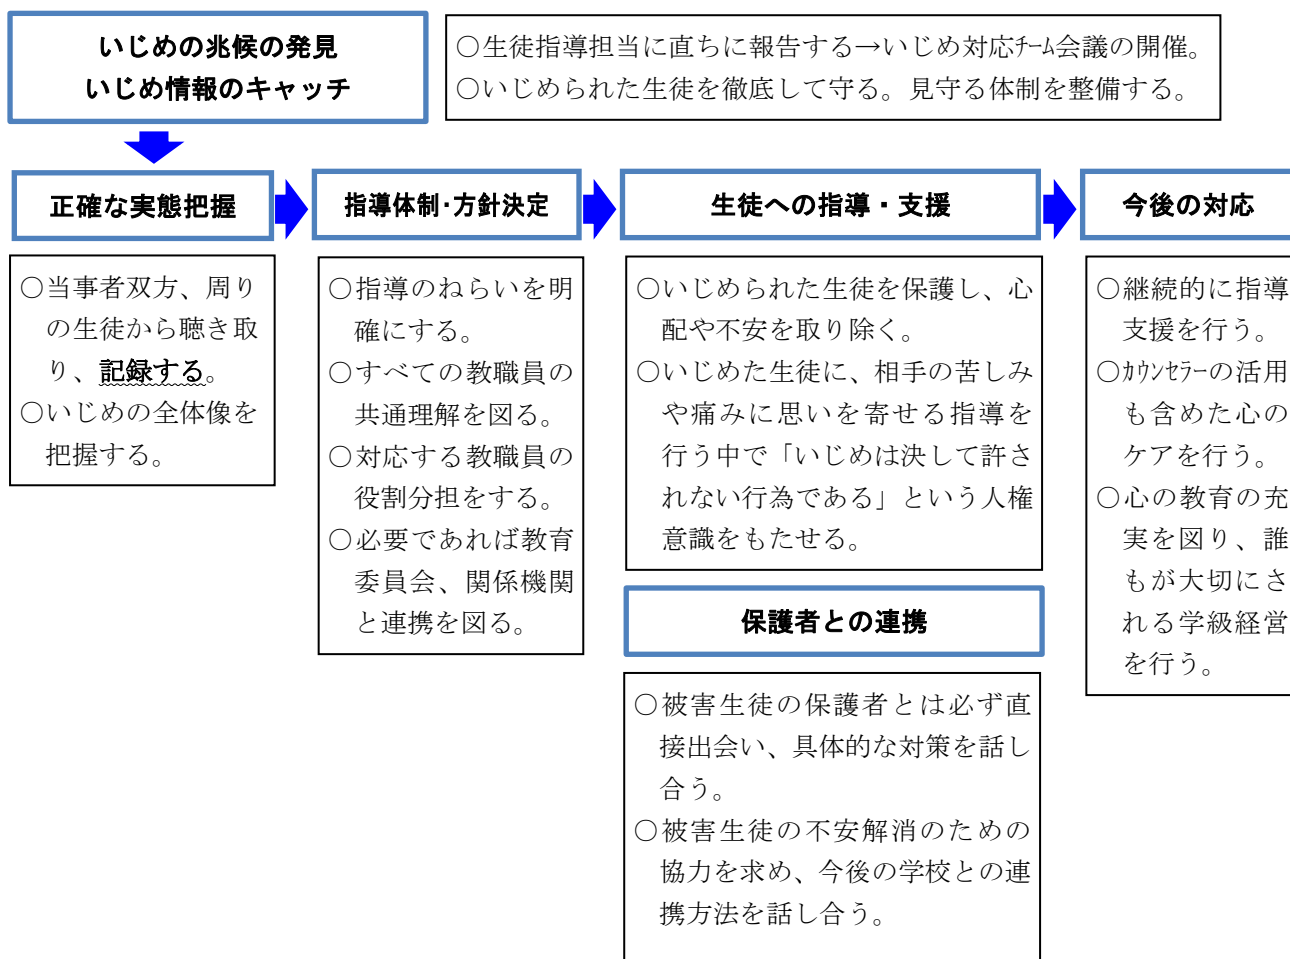 いじめの兆候の発見
いじめ情報のキャッチ
○生徒指導担当に直ちに報告する→いじめ対応ﾁｰﾑ会議の開催。
○いじめられた生徒を徹底して守る。見守る体制を整備する。
正確な実態把握
○当事者双方、周り
の生徒から聴き取
り、記録する。
○いじめの全体像を
把握する。
指導体制･方針決定
○指導のねらいを明
確にする。
○すべての教職員の
共通理解を図る。
○対応する教職員の
役割分担をする。
○必要であれば教育
委員会、関係機関
と連携を図る。
生徒への指導・支援
○いじめられた生徒を保護し、心
配や不安を取り除く。
○いじめた生徒に、相手の苦しみ
や痛みに思いを寄せる指導を
行う中で「いじめは決して許さ
れない行為である」という人権
意識をもたせる。
保護者との連携
○被害生徒の保護者とは必ず直
接出会い、具体的な対策を話し
合う。
○被害生徒の不安解消のための
協力を求め、今後の学校との連
携方法を話し合う。
今後の対応
○継続的に指導
支援を行う。
○ｶｳﾝｾﾗｰの活用
も含めた心の
ケアを行う。
○心の教育の充
実を図り、誰
もが大切にさ
れる学級経営
を行う。